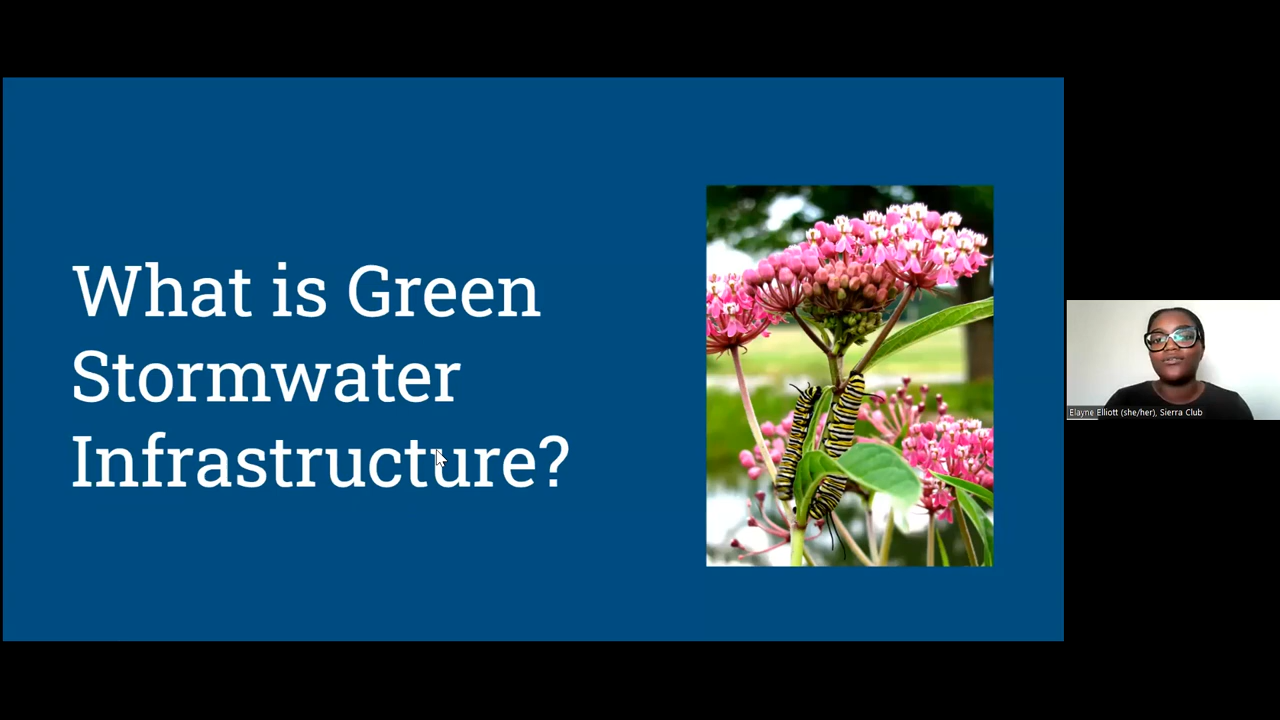 What is Green
Stormwater
Infrastructure?
Elayne Elliott (she/her), Sierra Club